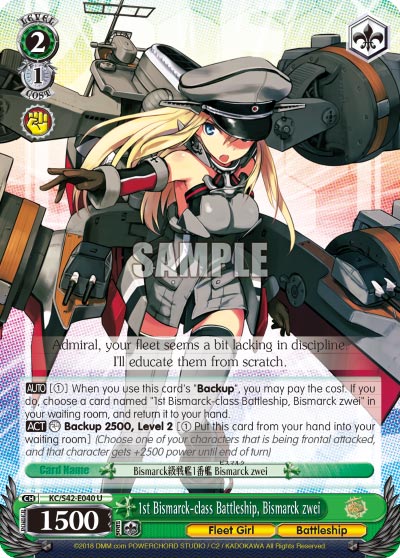 LEVEL
2
1
COST
SAMPLE
Admiral, your fleet seems a bit lacking in discipline.
I'll educate them from scratch.
AUTO [①] When you use this card's "Backup", you may pay the cost. If you
do, choose a card named "1st Bismarck-class Battleship, Bismarck zwei" in
your waiting room, and return it to your hand.
ACT Backup 2500, Level 2 [① Put this card from your hand into your
waiting room] (Choose one of your characters that is being frontal attacked,
and that character gets +2500 power until end of turn)
Card Name
Bismarck級戦艦1番艦 Bismarck zwei
CH KC/S42-E040 U
1500
1st Bismarck-class Battleship, Bismarck zwei
Fleet Girl
Battleship
©2018 DMM.com POWERCHORD STUDIO / C2 / KADOKAWA All Rights Reserved.